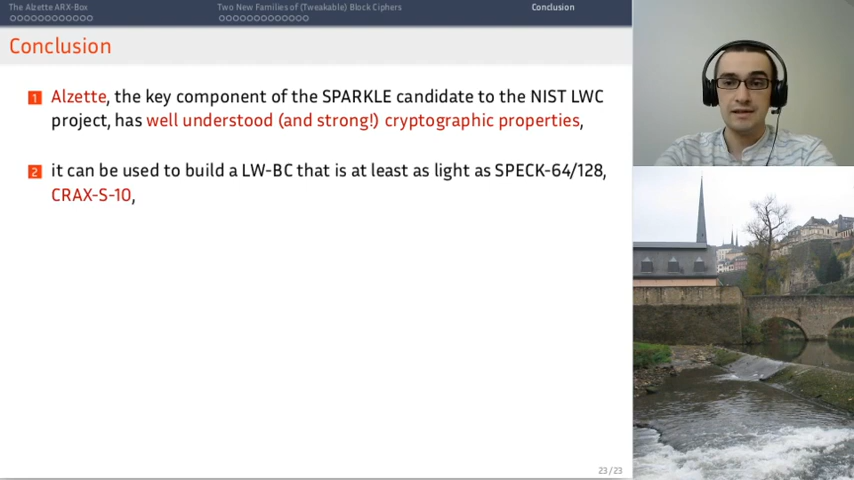 The Alzette ARX-Box
Two New Families of (Tweakable) Block Ciphers
Conclusion
Conclusion
1 Alzette, the key component of the SPARKLE candidate to the NIST LWC
project, has well understood (and strong!) cryptographic properties,
2 it can be used to build a LW-BC that is at least as light as SPECK-64/128,
CRAX-S-10,
23/23